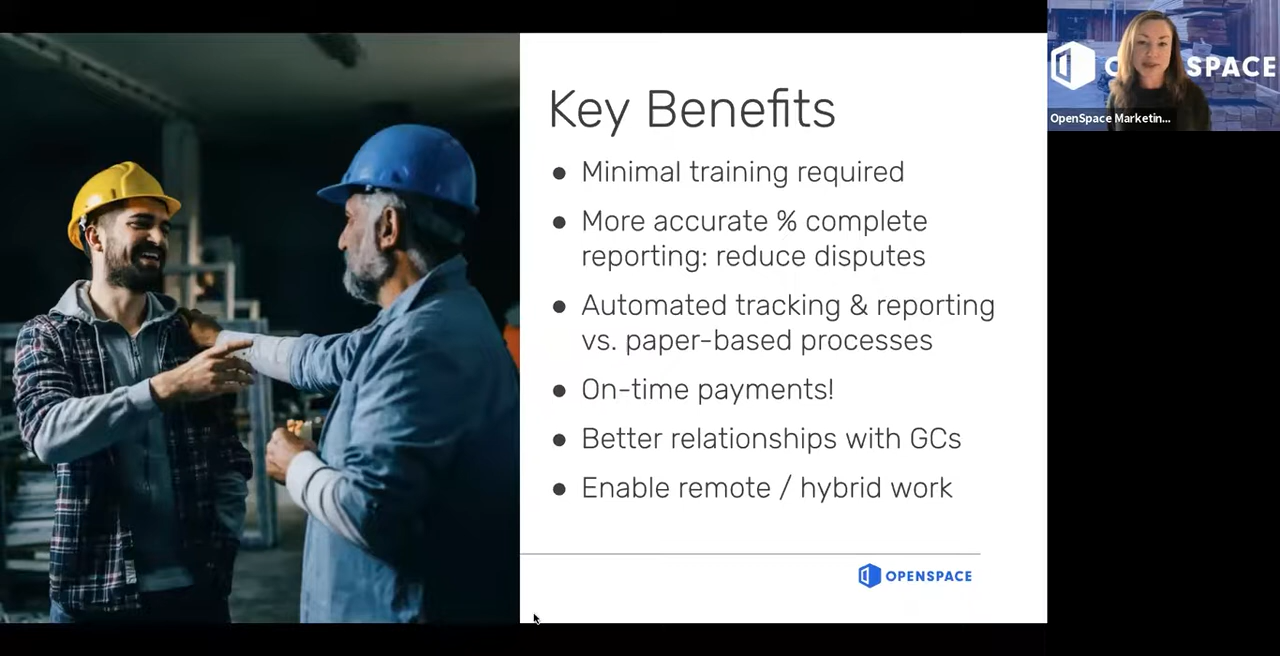 Key Benefits
● Minimal training required
● More accurate % complete
reporting: reduce disputes
● Automated tracking & reporting
vs. paper-based processes
● On-time payments!
● Better relationships with GCs
● Enable remote / hybrid work
OPENSPACE
SPACE
OpenSpace Marketin...